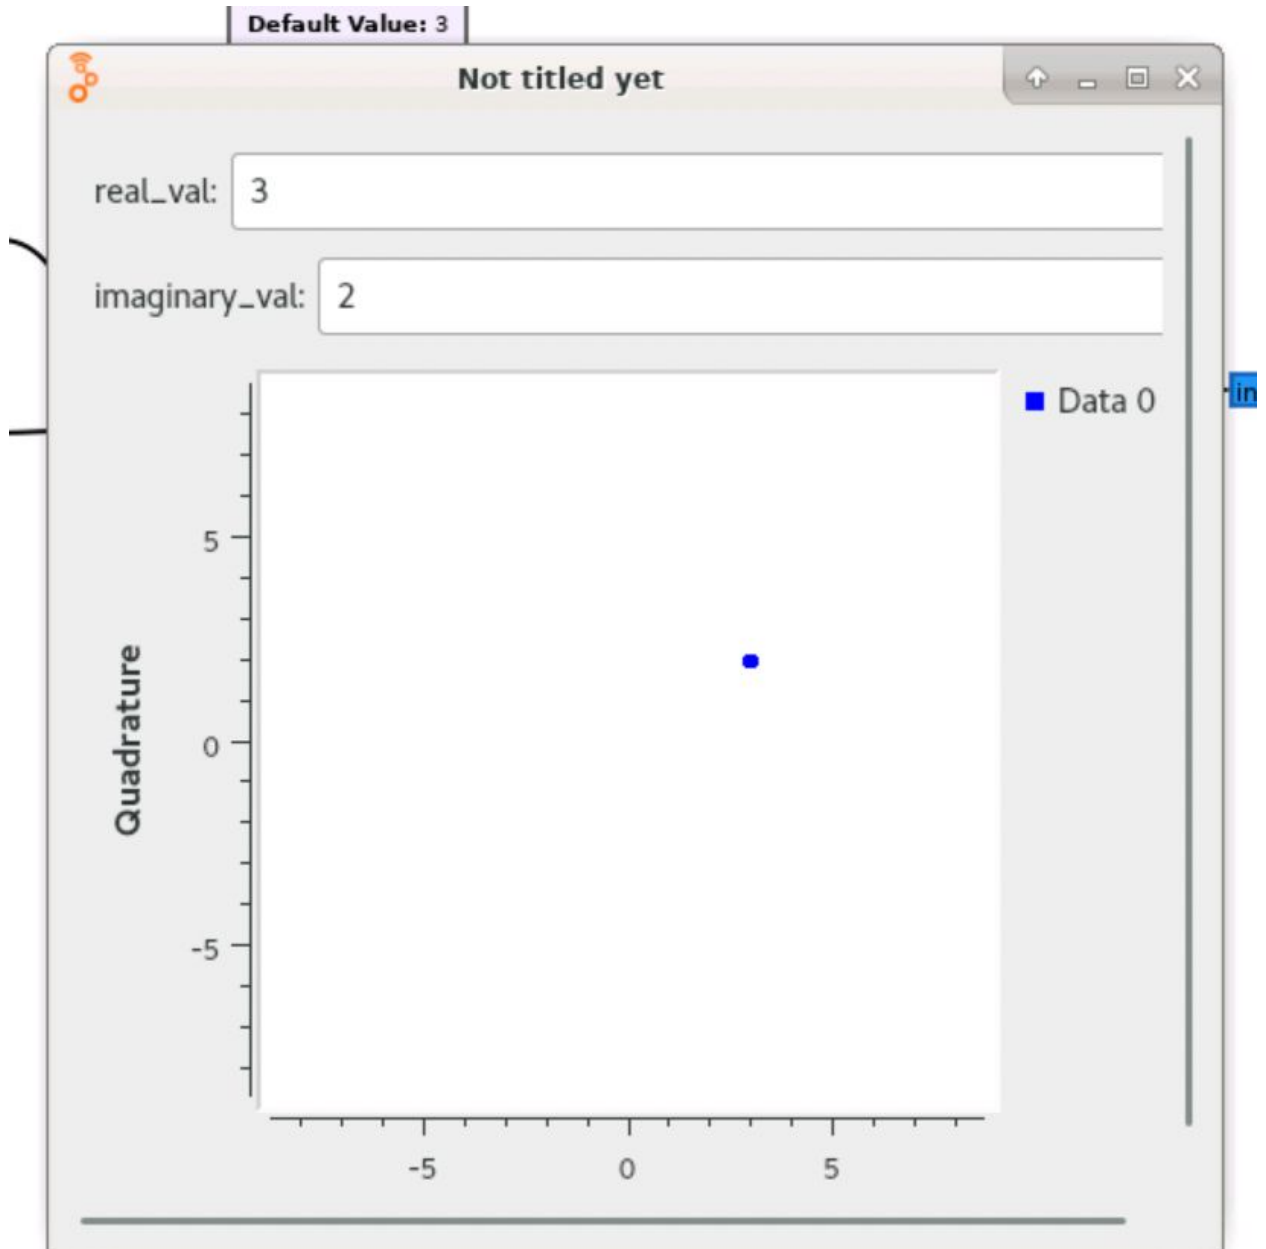 Default Value: 3
Not titled yet
real_val: 3
imaginary_val: 2
Data 0
in
5
Quadrature
0
-5
-5 0 5